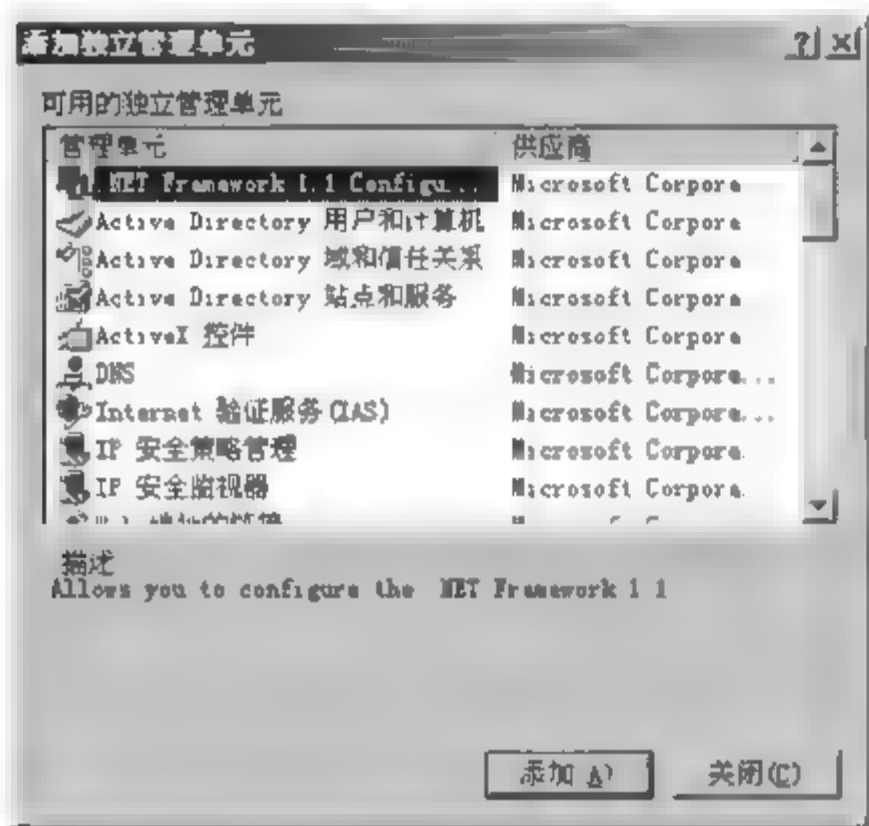 添加独立管理单元
可用的独立管理单元
管理单元 供应商
.NET Framework 1.1 Configu... Microsoft Corpora
Active Directory 用户和计算机 Microsoft Corpora
Active Directory 域和信任关系 Microsoft Corpora
Active Directory 站点和服务 Microsoft Corpora
ActiveX 控件 Microsoft Corpora
DNS Microsoft Corpora...
Internet 验证服务(IAS) Microsoft Corpora...
IP 安全策略管理 Microsoft Corpora.
IP 安全监视器 Microsoft Corpora.
描述
Allows you to configure the .NET Framework 1.1
添加(A)
关闭(C)